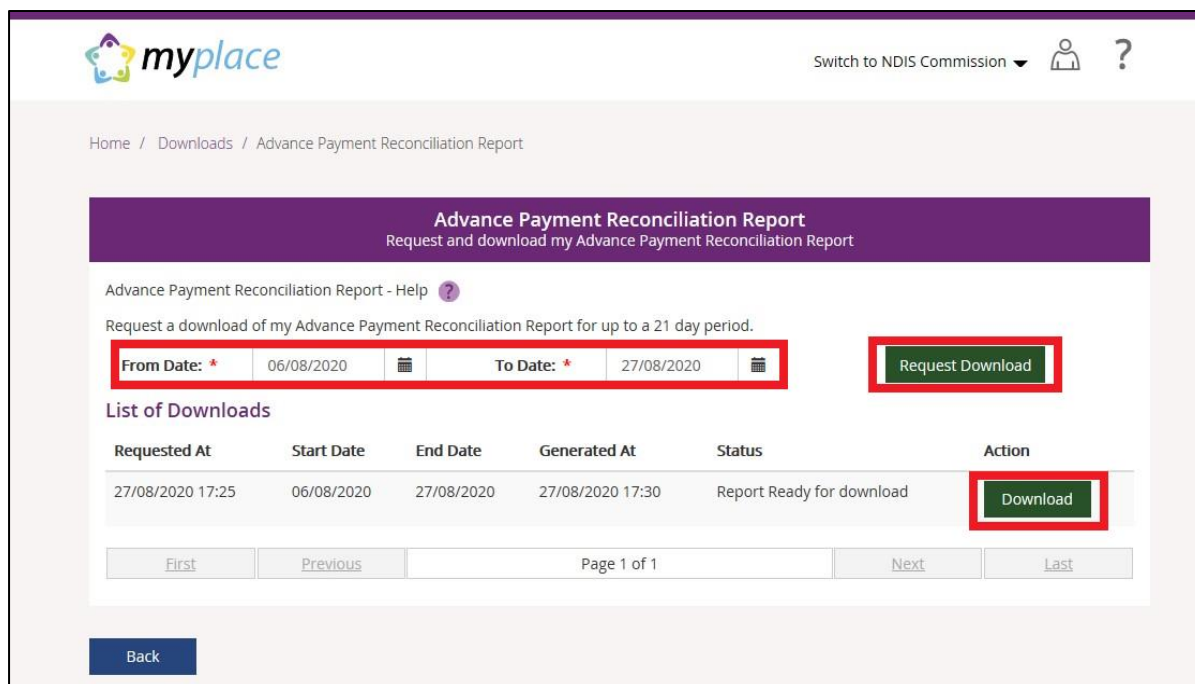 myplace
Switch to NDIS Commission ?
Home / Downloads / Advance Payment Reconciliation Report
Advance Payment Reconciliation Report
Request and download my Advance Payment Reconciliation Report
Advance Payment Reconciliation Report - Help ?
Request a download of my Advance Payment Reconciliation Report for up to a 21 day period.
From Date: * 06/08/2020 To Date: * 27/08/2020 Request Download
List of Downloads
Requested At Start Date End Date Generated At Status Action
27/08/2020 17:25 06/08/2020 27/08/2020 27/08/2020 17:30 Report Ready for download Download
First Previous Page 1 of 1 Next Last
Back